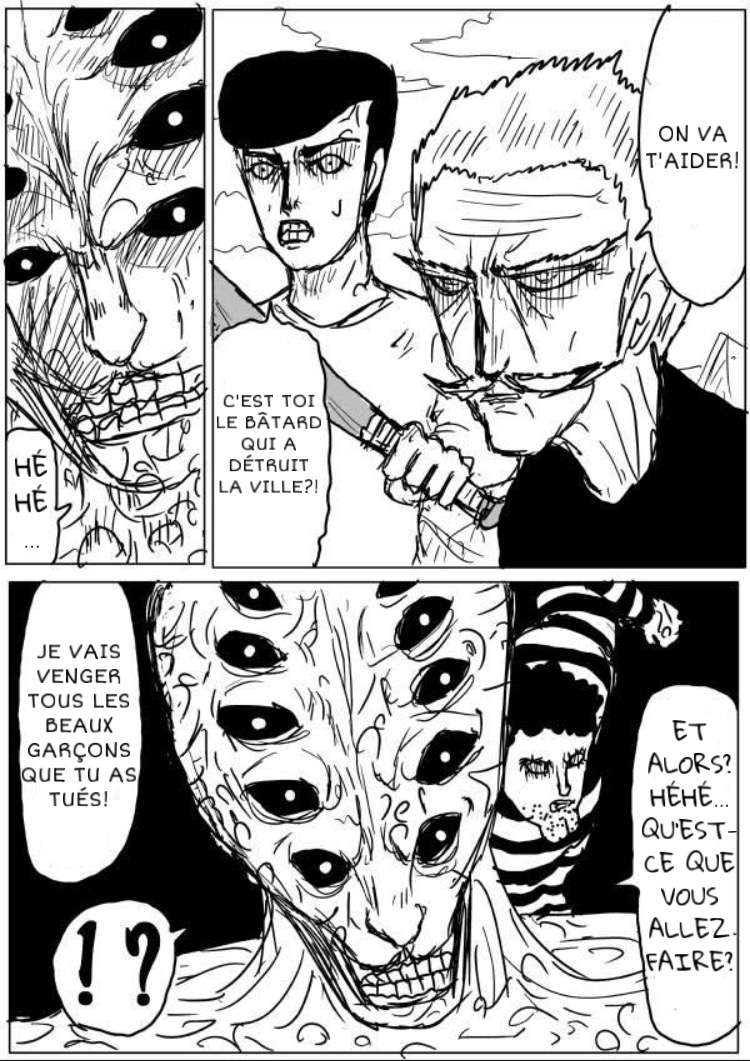 ON VA
T'AIDER!
C'EST TOI
LE BÂTARD
QUI A
DÉTRUIT
LA VILLE?!
HÉ
HÉ
...
ET
ALORS?
HÉHÉ...
QU'EST-
CE QUE
VOUS
ALLEZ
FAIRE?
JE VAIS
VENGER
TOUS LES
BEAUX
GARÇONS
QUE TU AS
TUÉS!
!?